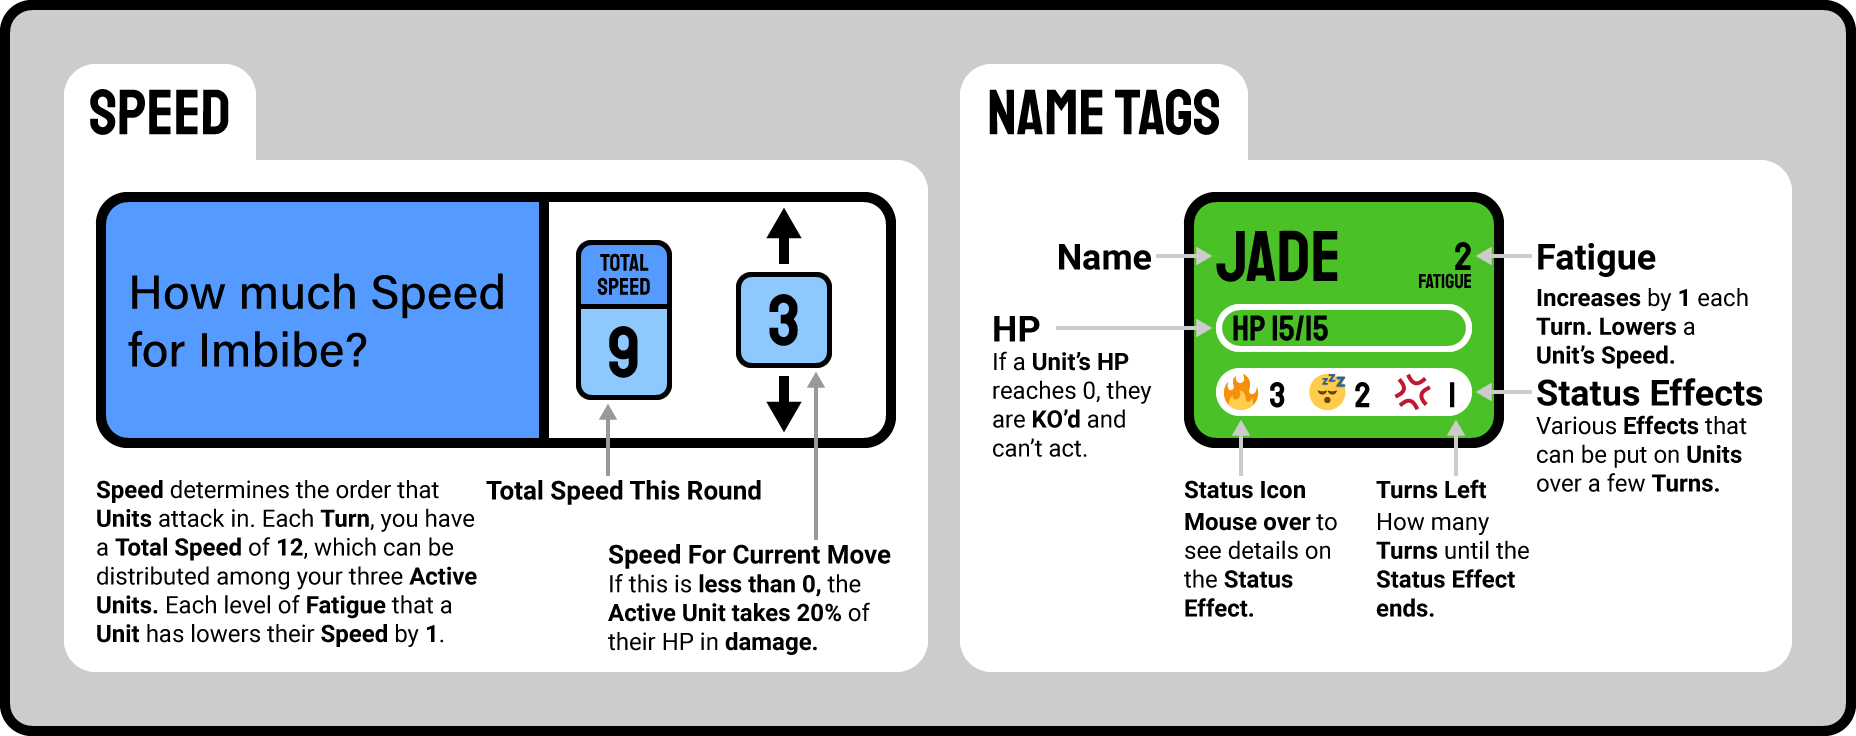 SPEED
How much Speed
for Imbibe?
TOTAL
SPEED
9
3
Total Speed This Round
Speed determines the order that
Units attack in. Each Turn, you have
a Total Speed of 12, which can be
distributed among your three Active
Units. Each level of Fatigue that a
Unit has lowers their Speed by 1.
Speed For Current Move
If this is less than 0, the
Active Unit takes 20% of
their HP in damage.
NAME TAGS
Name
HP
If a Unit's HP
reaches 0, they
are KO'd and
can't act.
JADE
2
FATIGUE
HP 15/15
3 zzz 2 1
Fatigue
Increases by 1 each
Turn. Lowers a
Unit's Speed.
Status Effects
Various Effects that
can be put on Units
over a few Turns.
Status Icon
Mouse over to
see details on
the Status
Effect.
Turns Left
How many
Turns until the
Status Effect
ends.